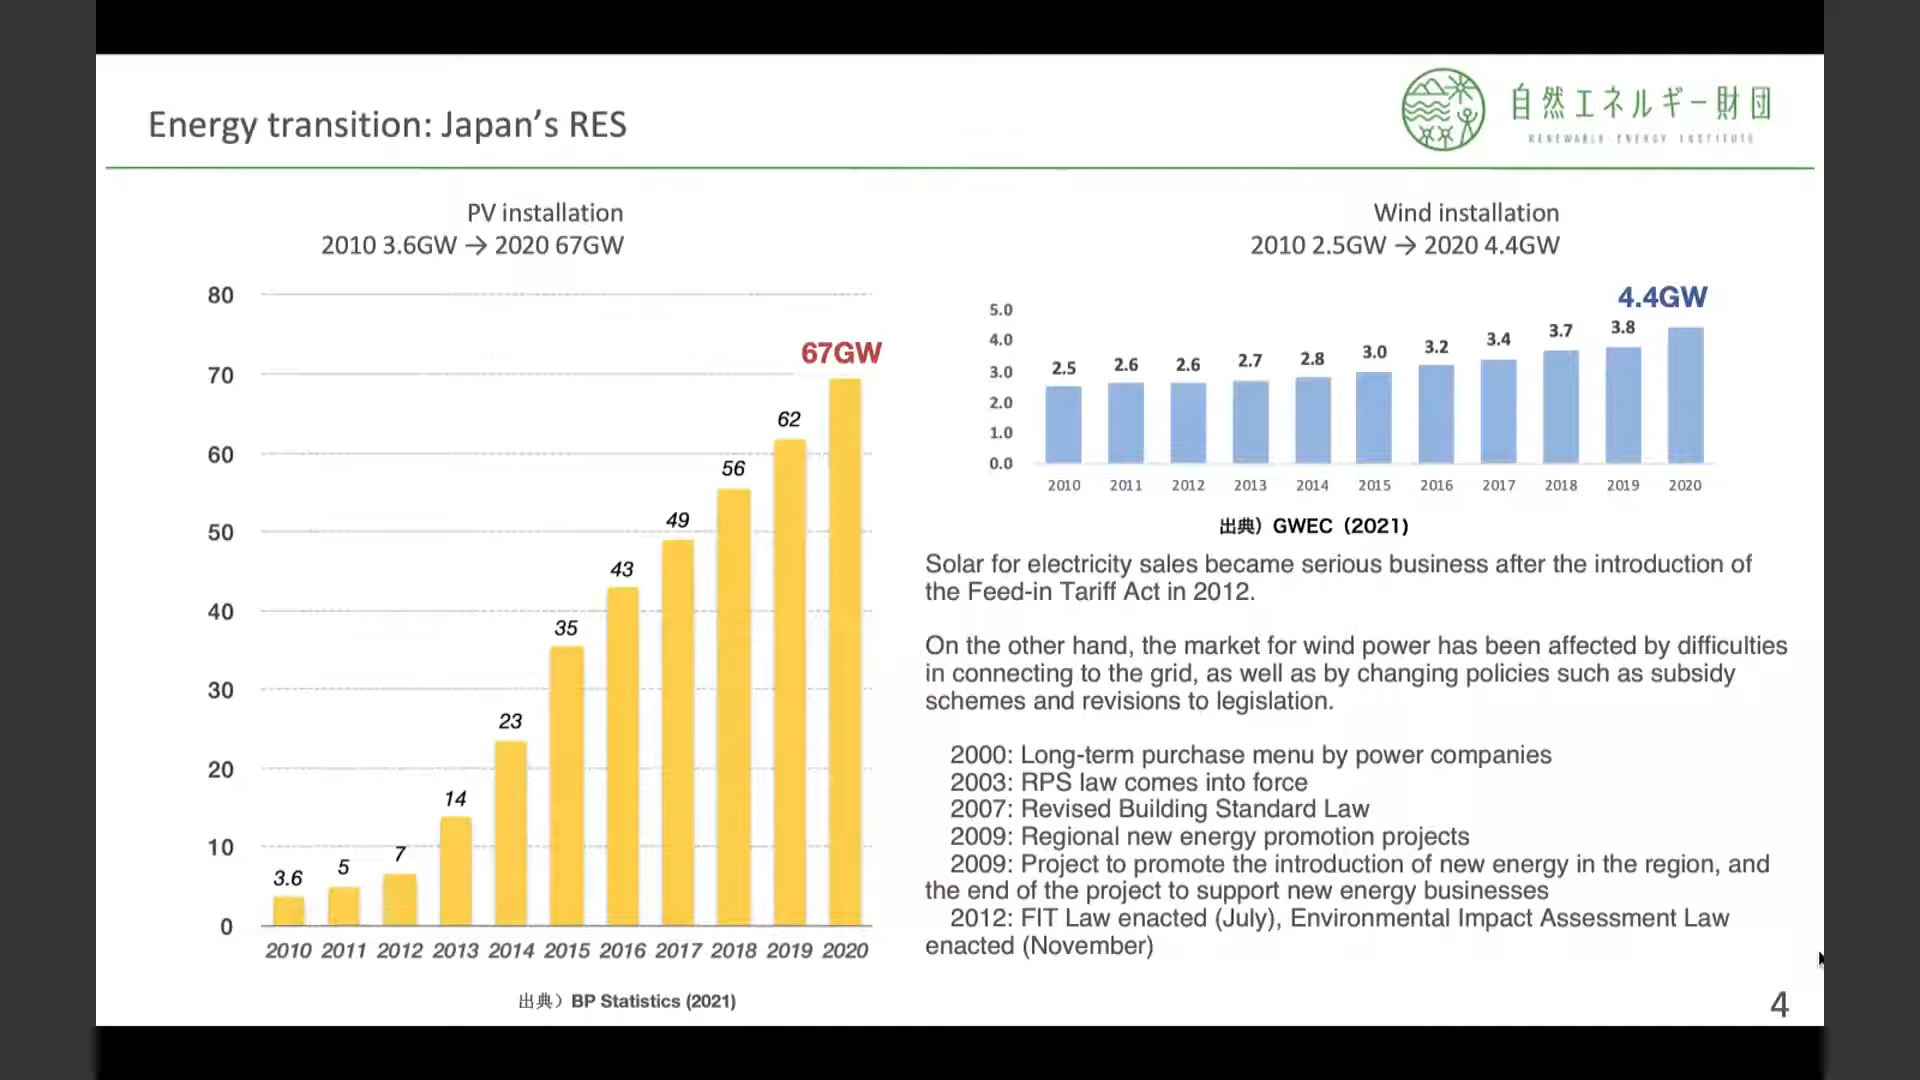 Energy transition: Japan's RES
自然エネルギー財団
RENEWABLE ENERGY INSTITUTE
PV installation
2010 3.6GW → 2020 67GW
80
70
60
50
40
30
20
10
0
3.6
5
7
14
23
35
43
49
56
62
67GW
2010 2011 2012 2013 2014 2015 2016 2017 2018 2019 2020
出典）BP Statistics (2021)
Wind installation
2010 2.5GW → 2020 4.4GW
5.0
4.0
3.0
2.0
1.0
0.0
2.5
2.6
2.6
2.7
2.8
3.0
3.2
3.4
3.7
3.8
4.4GW
2010 2011 2012 2013 2014 2015 2016 2017 2018 2019 2020
出典）GWEC（2021）
Solar for electricity sales became serious business after the introduction of
the Feed-in Tariff Act in 2012.
On the other hand, the market for wind power has been affected by difficulties
in connecting to the grid, as well as by changing policies such as subsidy
schemes and revisions to legislation.
2000: Long-term purchase menu by power companies
2003: RPS law comes into force
2007: Revised Building Standard Law
2009: Regional new energy promotion projects
2009: Project to promote the introduction of new energy in the region, and
the end of the project to support new energy businesses
2012: FIT Law enacted (July), Environmental Impact Assessment Law
enacted (November)
4